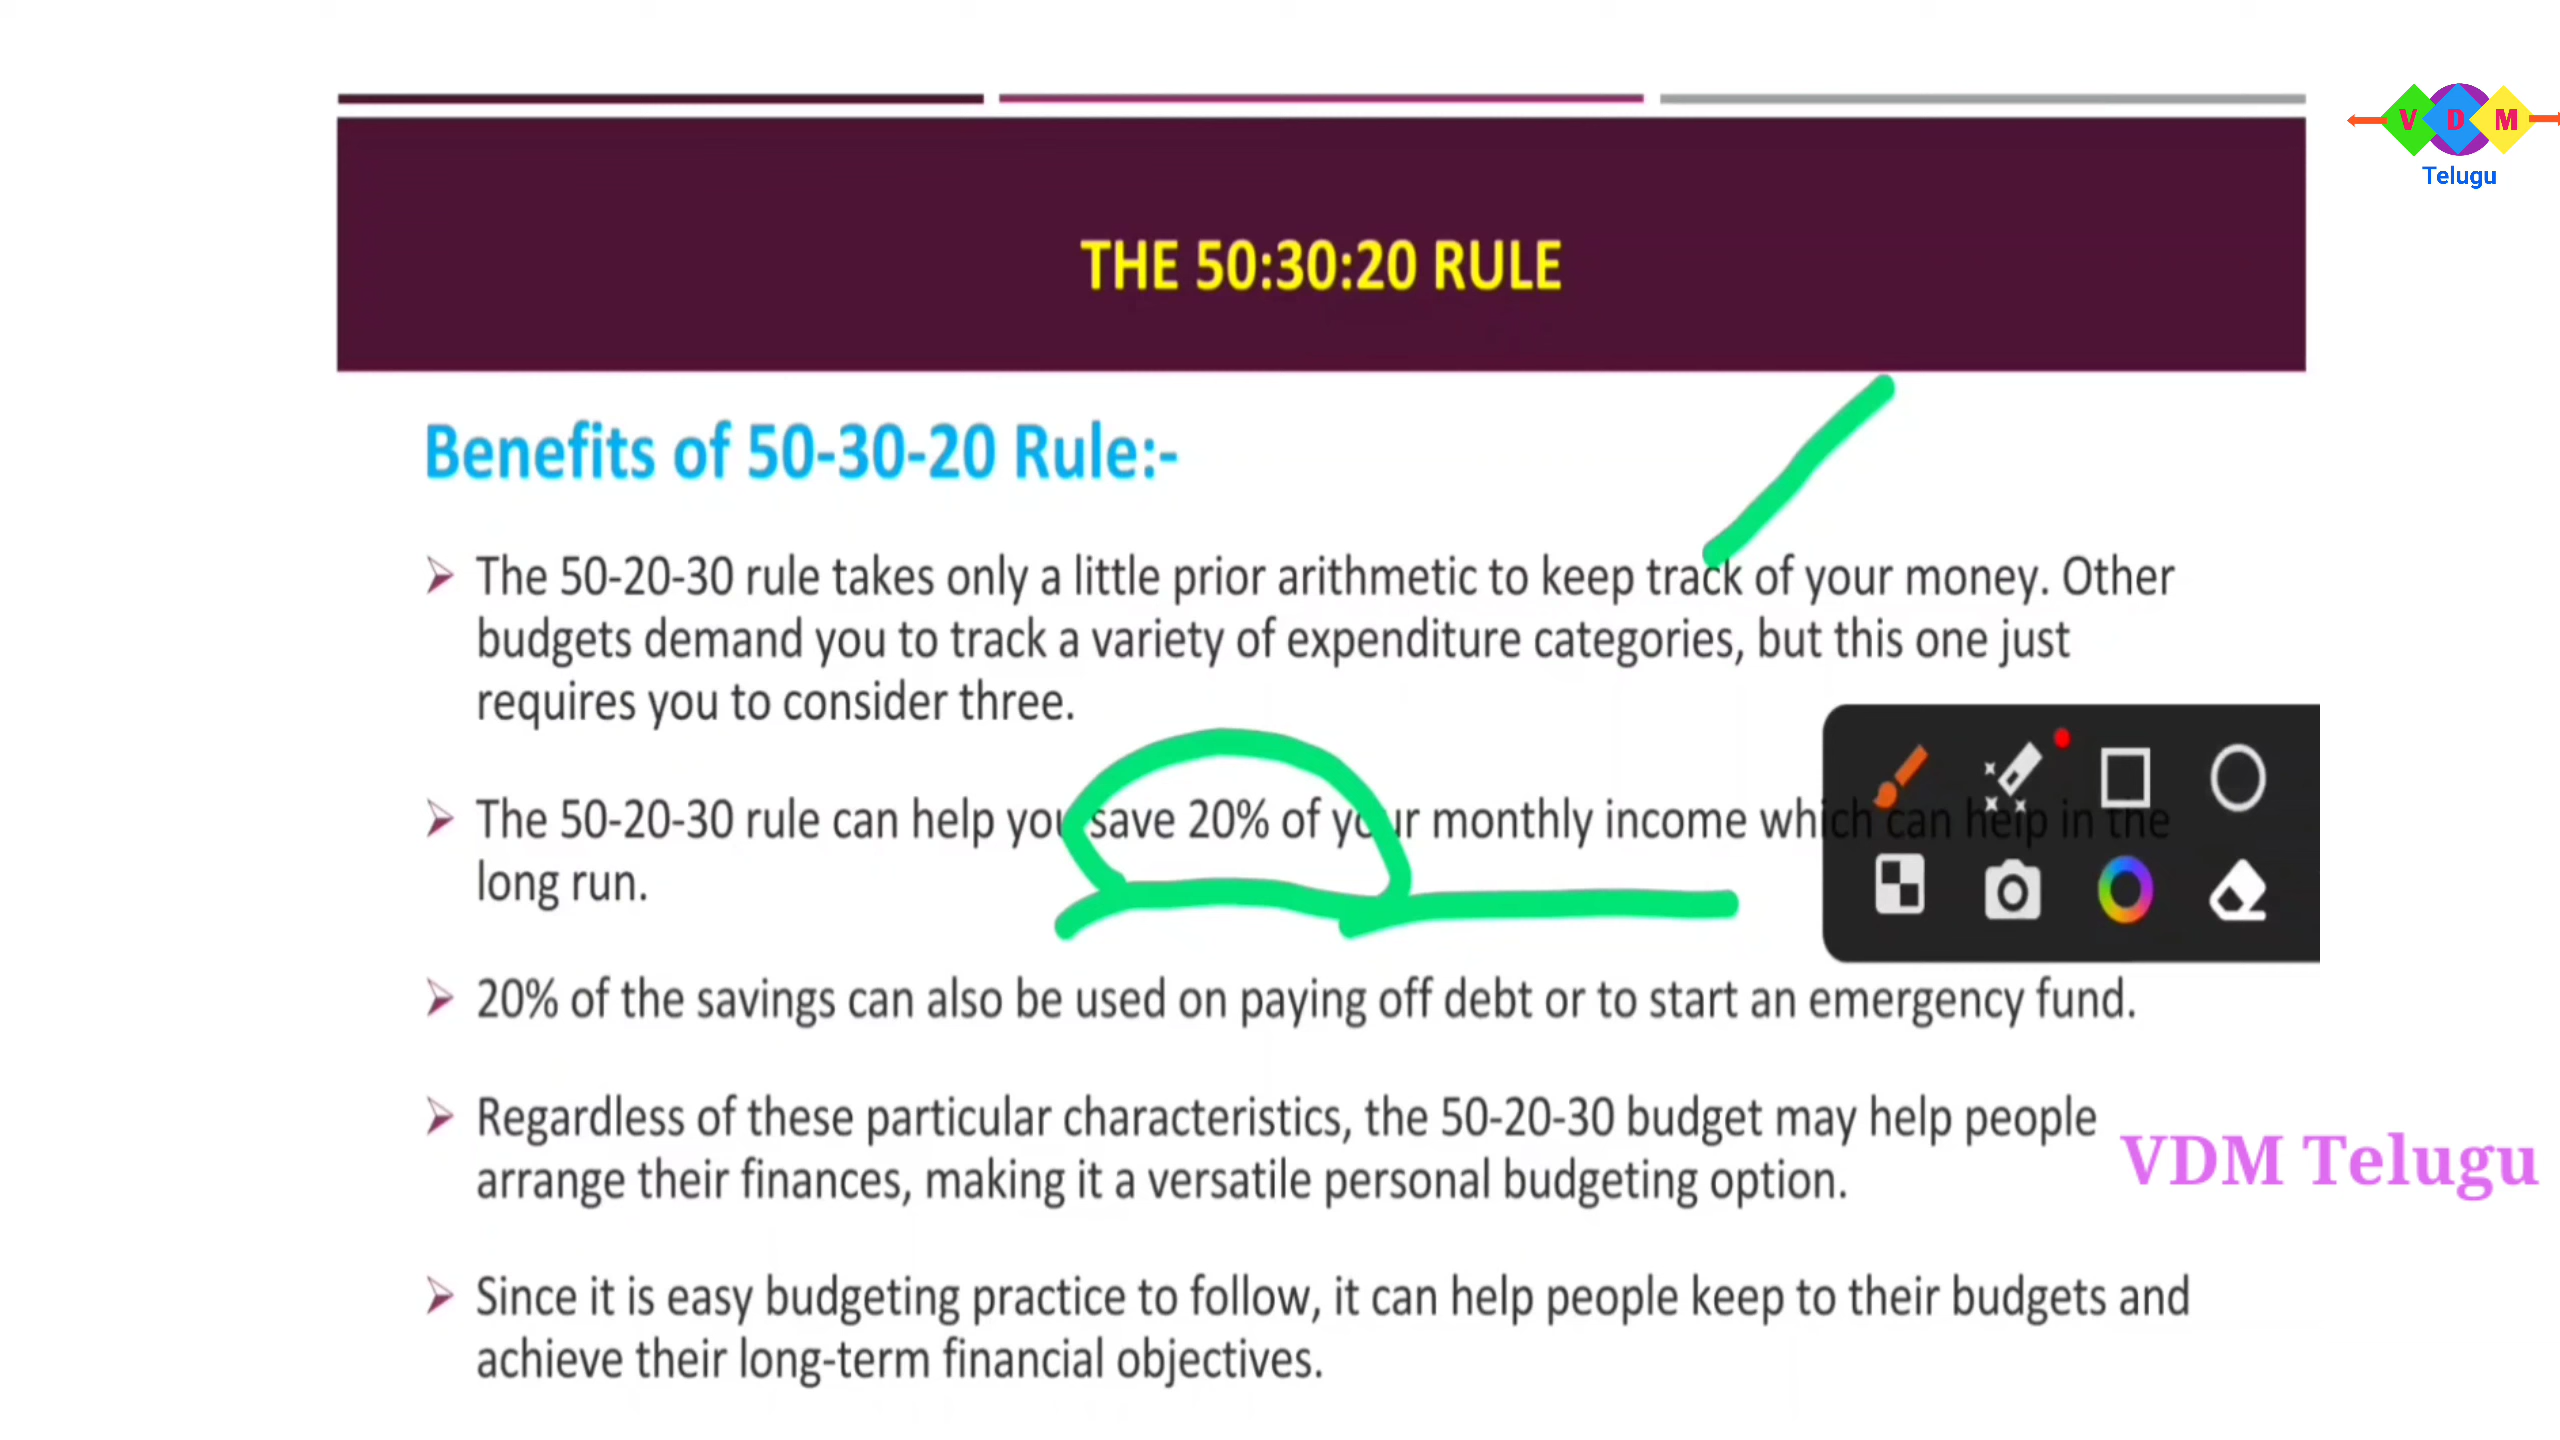 V D M
Telugu
THE 50:30:20 RULE
Benefits of 50-30-20 Rule:-
The 50-20-30 rule takes only a little prior arithmetic to keep track of your money. Other
budgets demand you to track a variety of expenditure categories, but this one just
requires you to consider three.
The 50-20-30 rule can help you save 20% of your monthly income which can help in the
long run.
20% of the savings can also be used on paying off debt or to start an emergency fund.
Regardless of these particular characteristics, the 50-20-30 budget may help people
arrange their finances, making it a versatile personal budgeting option.
VDM Telugu
Since it is easy budgeting practice to follow, it can help people keep to their budgets and
achieve their long-term financial objectives.